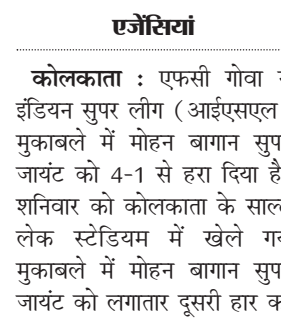 एजेंसियां
कोलकाता : एफसी गोवा
इंडियन सुपर लीग (आईएसएल
मुकाबले में मोहन बागान
जायंट को 4-1 से हरा दिया है
शनिवार को कोलकाता के
लेक स्टेडियम में खेले
मुकाबले में मोहन बागान
जायंट को लगातार दूसरी हार